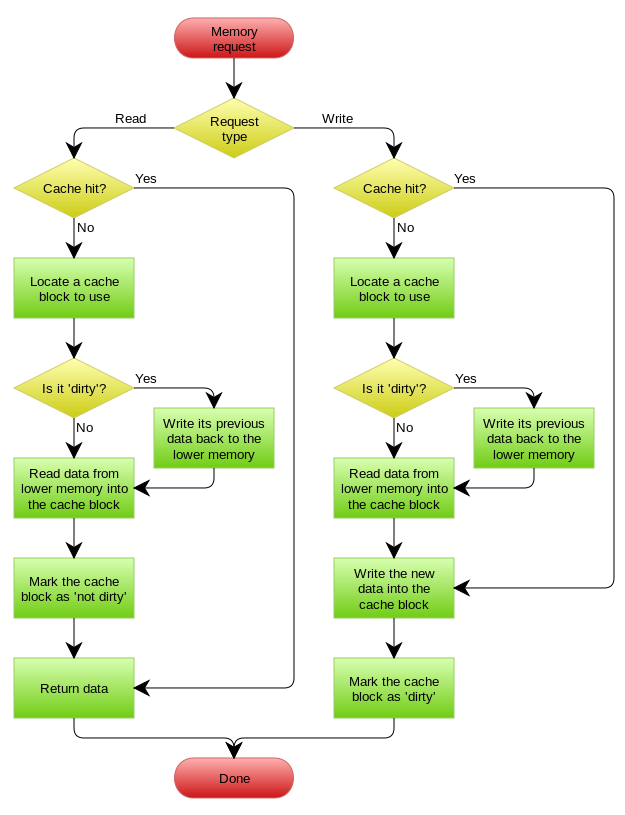 Memory
request
Request
type
Read
Write
Cache hit?
Yes
Cache hit?
Yes
No
No
Locate a cache
block to use
Locate a cache
block to use
Is it 'dirty'?
Yes
Is it 'dirty'?
Yes
No
No
Write its previous
data back to the
lower memory
Write its previous
data back to the
lower memory
Read data from
lower memory into
the cache block
Read data from
lower memory into
the cache block
Mark the cache
block as 'not dirty'
Write the new
data into the
cache block
Return data
Mark the cache
block as 'dirty'
Done